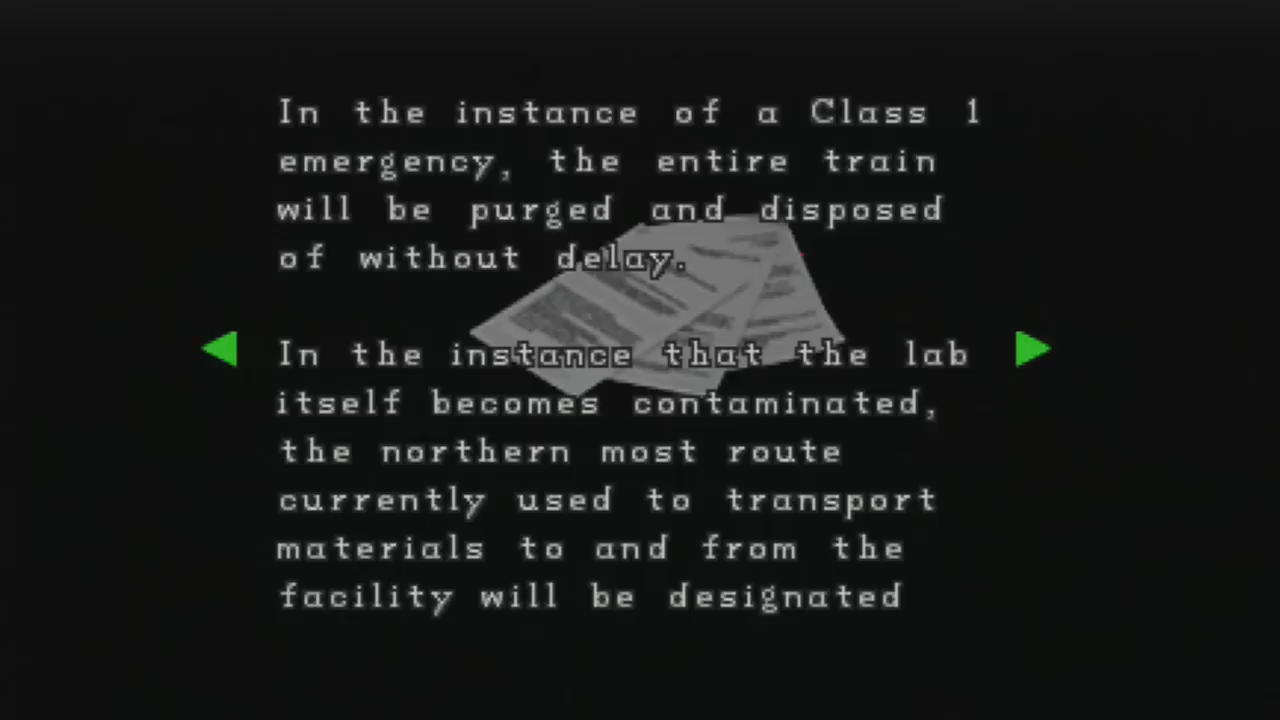 In the instance of a Class 1
emergency, the entire train
will be purged and disposed
of without delay.
In the instance that the lab
itself becomes contaminated,
the northern most route
currently used to transport
materials to and from the
facility will be designated